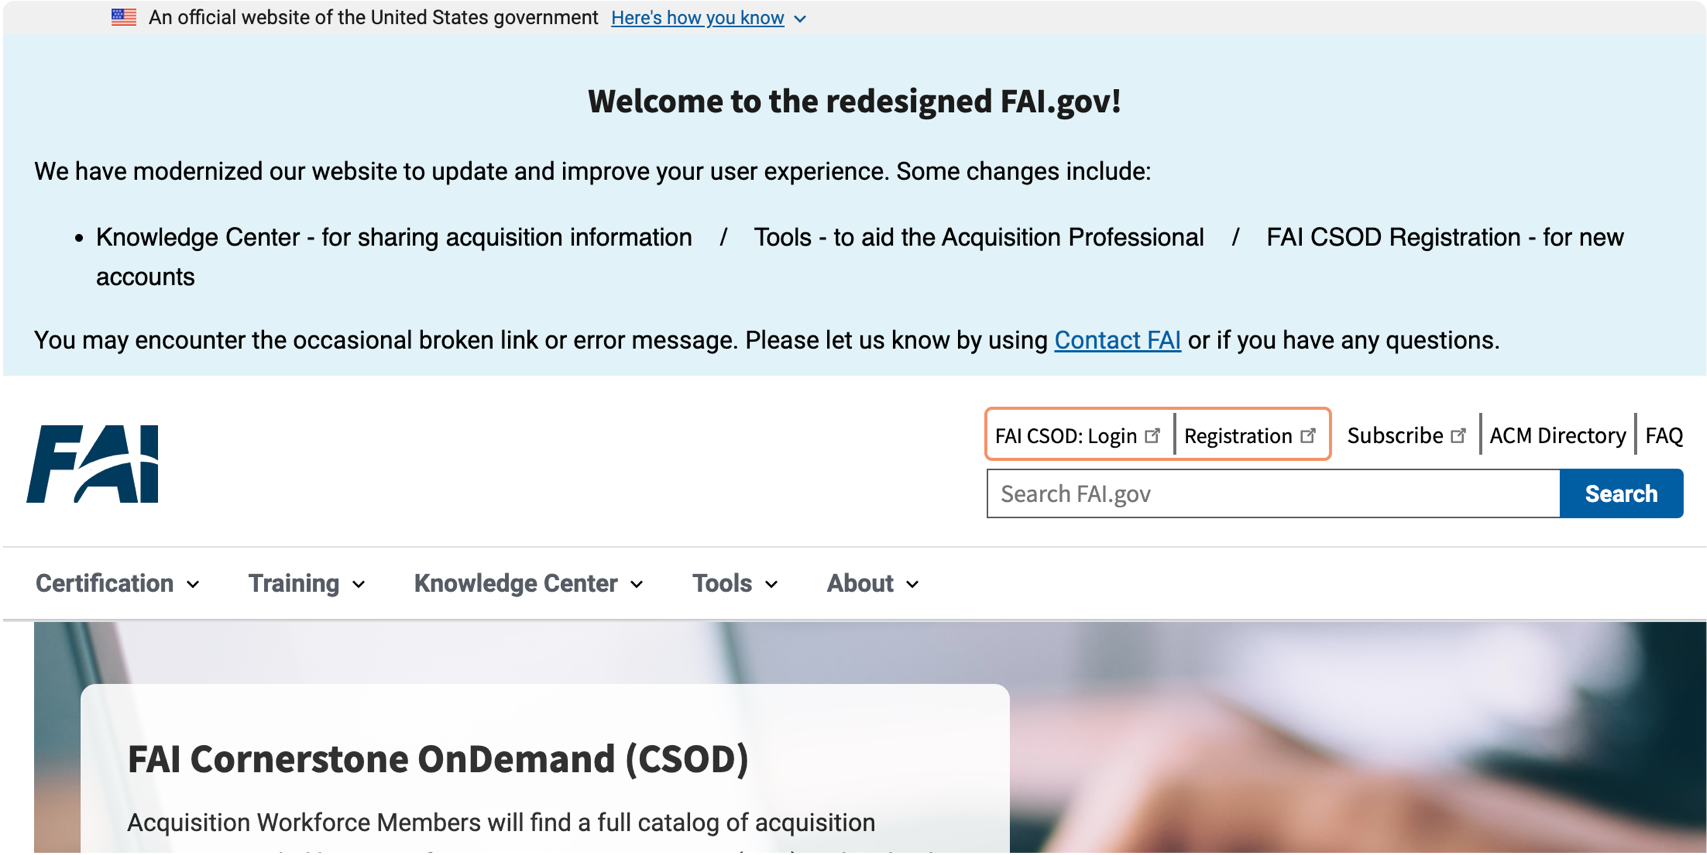 An official website of the United States government Here's how you know
Welcome to the redesigned FAI.gov!
We have modernized our website to update and improve your user experience. Some changes include:
• Knowledge Center - for sharing acquisition information / Tools - to aid the Acquisition Professional / FAI CSOD Registration - for new
accounts
You may encounter the occasional broken link or error message. Please let us know by using Contact FAI or if you have any questions.
FAI
FAI CSOD: Login | Registration Subscribe | ACM Directory | FAQ
Search FAI.gov Search
Certification Training Knowledge Center Tools About
FAI Cornerstone OnDemand (CSOD)
Acquisition Workforce Members will find a full catalog of acquisition